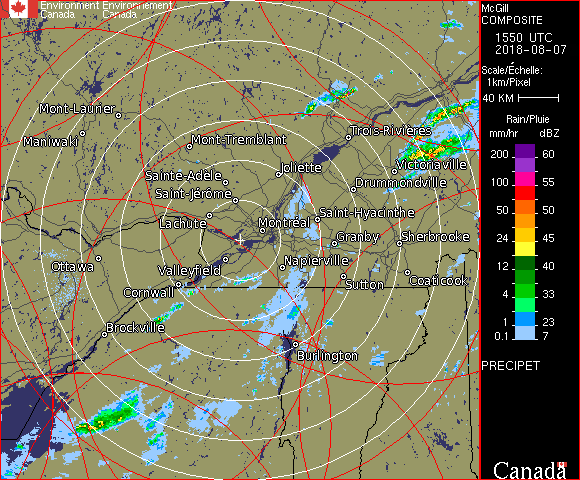 Environment Environnement
Canada Canada
McGill
COMPOSITE
1550 UTC
2018-08-07
Scale/Échelle:
1km/Pixel
40 KM
Rain/Pluie
mm/hr dBZ
200 60
100 55
50 50
24 45
12 40
4 33
1 23
0.1 7
PRECIPET
Canada
Mont-Laurier
Maniwaki
Mont-Tremblant
Trois-Rivières
Sainte-Adèle
Joliette
Victoriaville
Saint-Jérôme
Drummondville
Lachute
Montréal
Saint-Hyacinthe
Granby
Sherbrooke
Ottawa
Valleyfield
Napierville
Cornwall
Sutton
Coaticook
Brockville
Burlington